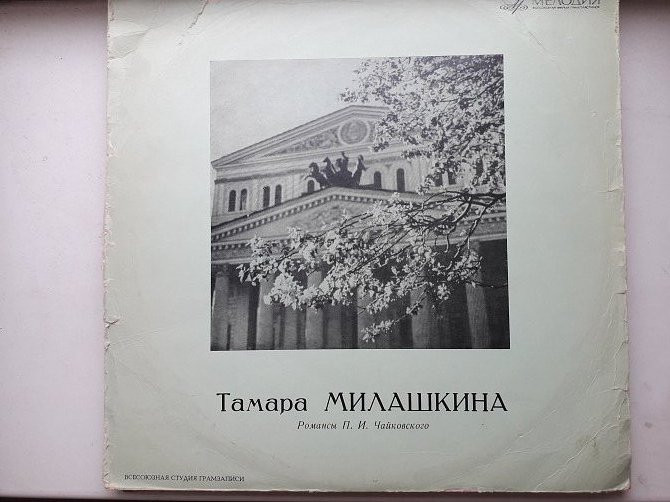 МЕЛОДИЯ
Тамара МИЛАШКИНА
Романсы П. И. Чайковского
ВСЕСОЮЗНАЯ СТУДИЯ ГРАМЗАПИСИ